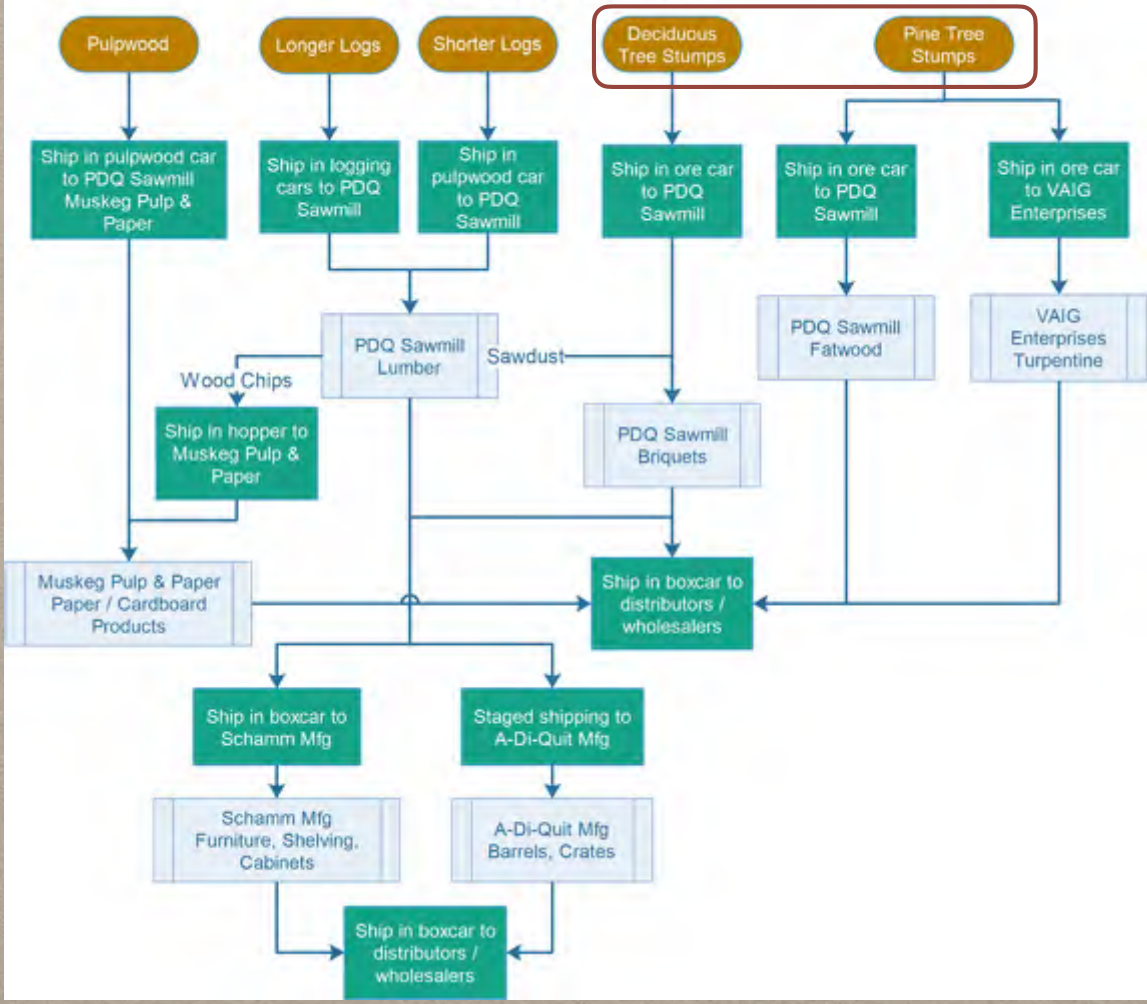 Pulpwood
Longer Logs
Shorter Logs
Deciduous
Tree Stumps
Pine Tree
Stumps
Ship in pulpwood car
to PDQ Sawmill
Muskeg Pulp &
Paper
Ship in logging
cars to PDQ
Sawmill
Ship in
pulpwood car
to PDQ Sawmill
Ship in ore car
to PDQ
Sawmill
Ship in ore car
to PDQ
Sawmill
Ship in ore car
to VAIG
Enterprises
PDQ Sawmill
Lumber
Sawdust
PDQ Sawmill
Fatwood
VAIG
Enterprises
Turpentine
Wood Chips
Ship in hopper to
Muskeg Pulp &
Paper
PDQ Sawmill
Briquets
Muskeg Pulp & Paper
Paper / Cardboard
Products
Ship in boxcar to
distributors /
wholesalers
Ship in boxcar to
Schamm Mfg
Staged shipping to
A-Di-Quit Mfg
Schamm Mfg
Furniture, Shelving,
Cabinets
A-Di-Quit Mfg
Barrels, Crates
Ship in boxcar to
distributors /
wholesalers